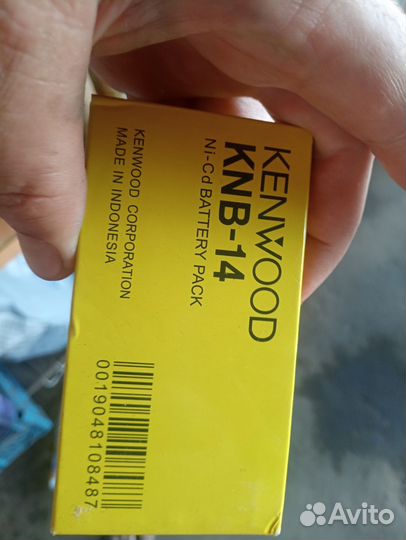 KENWOOD
KNB-14
Ni-Cd BATTERY PACK
KENWOOD CORPORATION
MADE IN INDONESIA
0019048108487
Avito